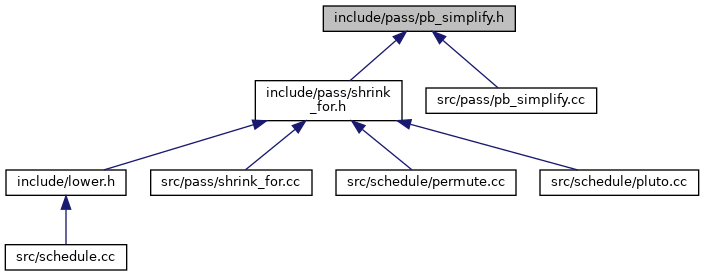 include/pass/pb_simplify.h
include/pass/shrink
_for.h
src/pass/pb_simplify.cc
include/lower.h
src/pass/shrink_for.cc
src/schedule/permute.cc
src/schedule/pluto.cc
src/schedule.cc